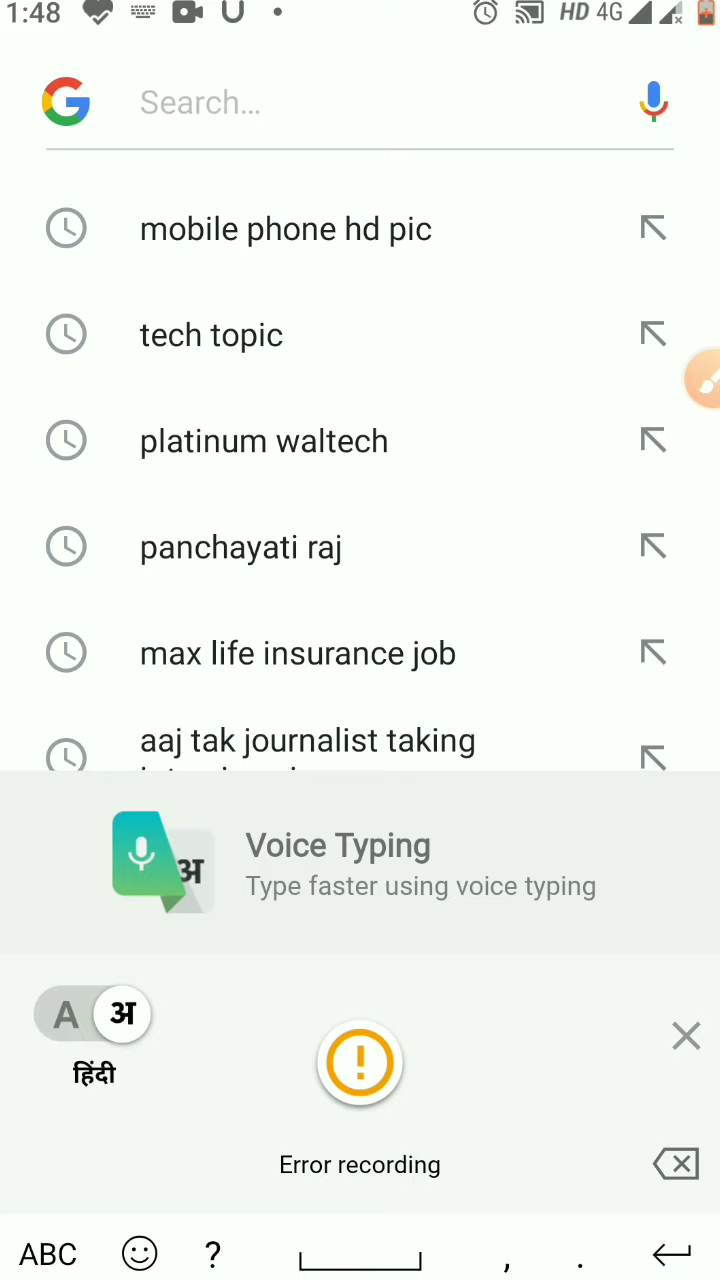 1:48
HD 4G
Search...
mobile phone hd pic
tech topic
platinum waltech
panchayati raj
max life insurance job
aaj tak journalist taking
अ
Voice Typing
Type faster using voice typing
A अ
हिंदी
Error recording
ABC ? , .